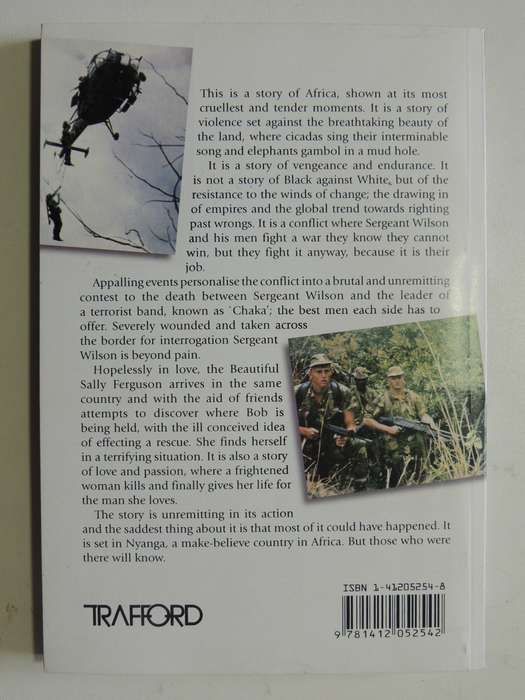 This is a story of Africa, shown at its most
cruellest and tender moments. It is a story of
violence set against the breathtaking beauty of
the land, where cicadas sing their interminable
song and elephants gambol in a mud hole.
It is a story of vengeance and endurance. It
is not a story of Black against White, but of the
resistance to the winds of change; the drawing in
of empires and the global trend towards righting
past wrongs. It is a conflict where Sergeant Wilson
and his men fight a war they know they cannot
win, but they fight it anyway, because it is their
job.
Appalling events personalise the conflict into a brutal and unremitting
contest to the death between Sergeant Wilson and the leader of
a terrorist band, known as 'Chaka'; the best men each side has to
offer. Severely wounded and taken across
the border for interrogation Sergeant
Wilson is beyond pain.
Hopelessly in love, the Beautiful
Sally Ferguson arrives in the same
country and with the aid of friends
attempts to discover where Bob is
being held, with the ill conceived idea
of effecting a rescue. She finds herself
in a terrifying situation. It is also a story
of love and passion, where a frightened
woman kills and finally gives her life for
the man she loves.
The story is unremitting in its action
and the saddest thing about it is that most of it could have happened. It
is set in Nyanga, a make-believe country in Africa. But those who were
there will know.
ISBN 1-41205254-8
TRAFFORD
9 781412 052542